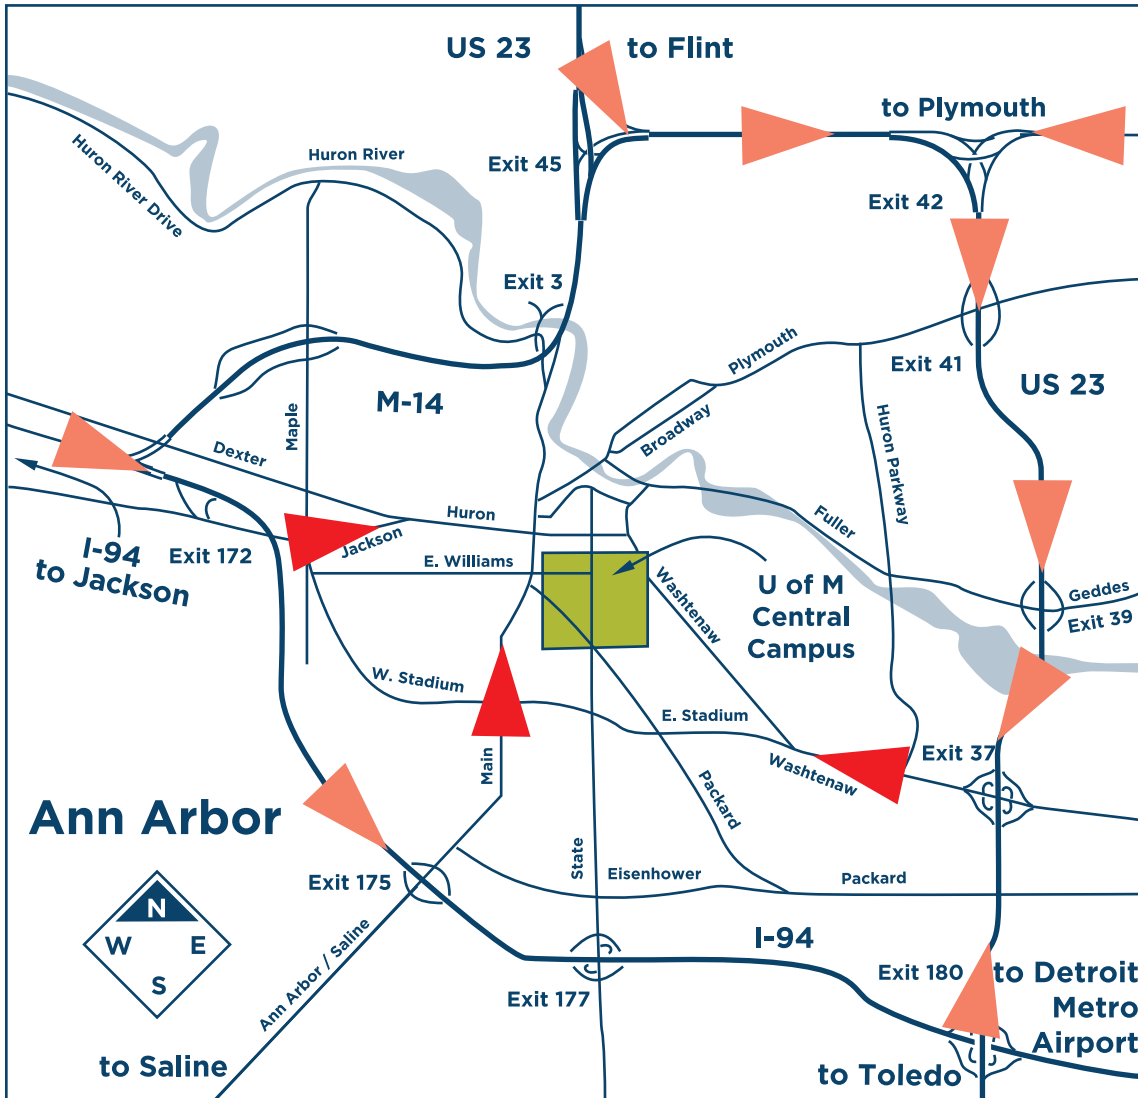 US 23
to Flint
to Plymouth
Huron River
Huron River Drive
Exit 45
Exit 42
Exit 3
Plymouth
Exit 41
US 23
M-14
Maple
Broadway
Huron Parkway
Dexter
Huron
Fuller
Jackson
I-94
to Jackson
Exit 172
E. Williams
Washtenaw
U of M
Central
Campus
Geddes
Exit 39
W. Stadium
E. Stadium
Exit 37
Main
Washtenaw
Packard
Ann Arbor
State
Exit 175
Eisenhower
Packard
N
W
E
S
Ann Arbor / Saline
I-94
Exit 177
Exit 180
to Detroit
Metro
Airport
to Saline
to Toledo